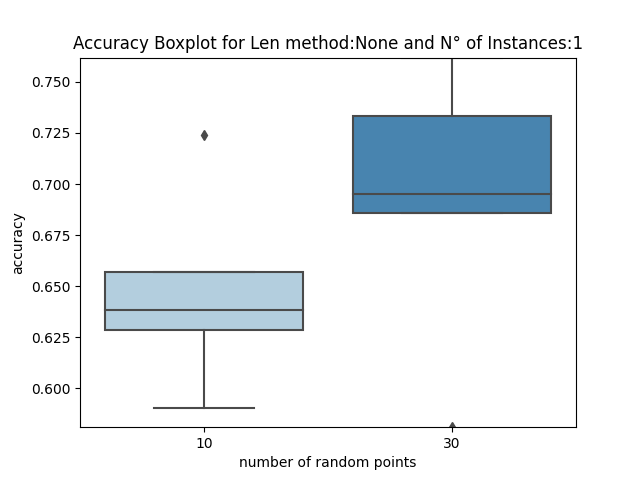 Accuracy Boxplot for Len method:None and N° of Instances:1
0.750
0.725
0.700
0.675
0.650
0.625
0.600
accuracy
10 30
number of random points